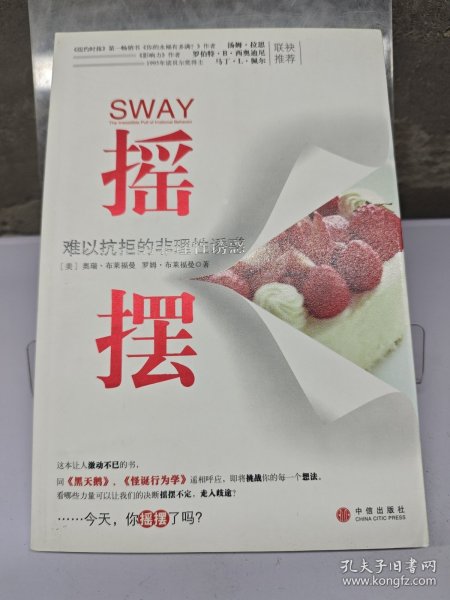 《纽约时报》第一畅销书《你的水桶有多满？》作者 汤姆·拉思
《影响力》作者 罗伯特·B·西奥迪尼
1995年诺贝尔奖得主 马丁·L·佩尔
联袂
推荐
SWAY
The Irresistible Pull of Irrational Behavior
摇
难以抗拒的非理性诱惑
[美] 奥瑞·布莱福曼 罗姆·布莱福曼◎著
摆
这本让人激动不已的书，
同《黑天鹅》、《怪诞行为学》遥相呼应，即将挑战你的每一个想法。
看哪些力量可以让我们的决断摇摆不定，走入歧途？
……今天，你摇摆了吗？
中信出版社
CHINA CITIC PRESS
孔夫子旧书网
www.kongfz.com